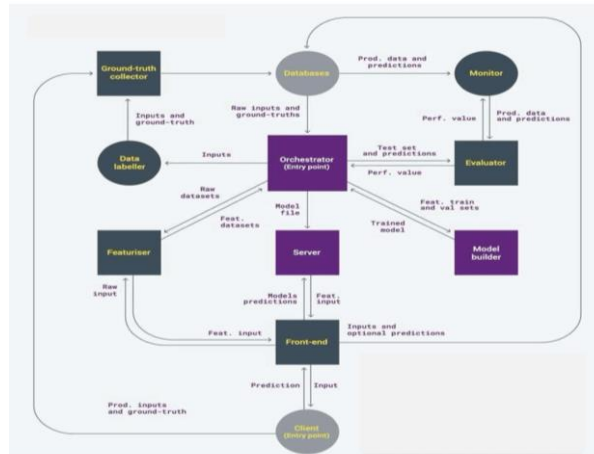 Prod. data and
predictions
Ground-truth
collector
Databases
Monitor
Raw inputs and
ground-truths
Inputs and
ground-truth
Perf. value
Prod. data
and predictions
Test set
and predictions
Data
labeller
Inputs
Orchestrator
(Entry point)
Perf. value
Evaluator
Raw
datasets
Feat.
datasets
Model
file
Feat. train
and val sets
Trained
model
Featuriser
Server
Model
builder
Raw
input
Models
predictions
Feat.
input
Feat. input
Front-end
Inputs and
optional predictions
Prediction
Input
Prod. inputs
and ground-truth
Client
(Entry point)